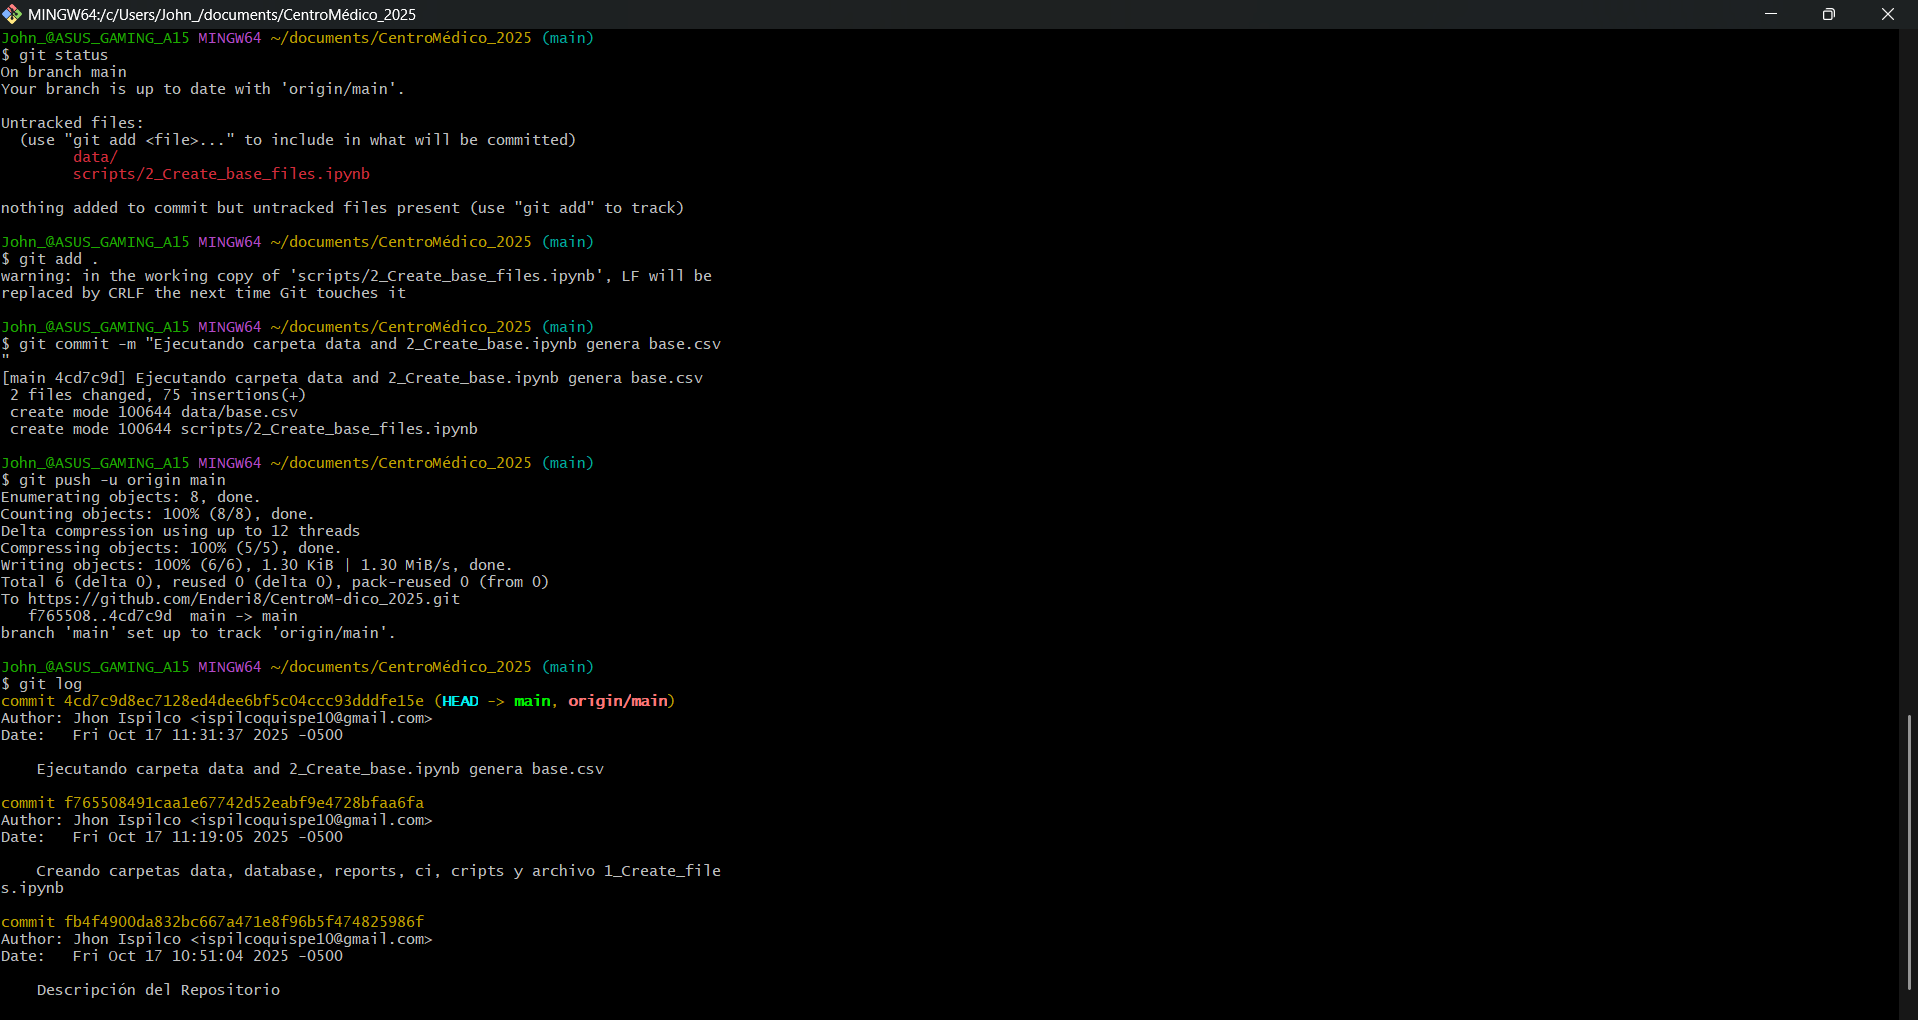 MINGW64:/c/Users/John_/documents/CentroMédico_2025
John_@ASUS_GAMING_A15 MINGW64 ~/documents/CentroMédico_2025 (main)
$ git status
On branch main
Your branch is up to date with 'origin/main'.
Untracked files:
  (use "git add <file>..." to include in what will be committed)
        data/
        scripts/2_Create_base_files.ipynb
nothing added to commit but untracked files present (use "git add" to track)
John_@ASUS_GAMING_A15 MINGW64 ~/documents/CentroMédico_2025 (main)
$ git add .
warning: in the working copy of 'scripts/2_Create_base_files.ipynb', LF will be
replaced by CRLF the next time Git touches it
John_@ASUS_GAMING_A15 MINGW64 ~/documents/CentroMédico_2025 (main)
$ git commit -m "Ejecutando carpeta data and 2_Create_base.ipynb genera base.csv
"
[main 4cd7c9d] Ejecutando carpeta data and 2_Create_base.ipynb genera base.csv
 2 files changed, 75 insertions(+)
 create mode 100644 data/base.csv
 create mode 100644 scripts/2_Create_base_files.ipynb
John_@ASUS_GAMING_A15 MINGW64 ~/documents/CentroMédico_2025 (main)
$ git push -u origin main
Enumerating objects: 8, done.
Counting objects: 100% (8/8), done.
Delta compression using up to 12 threads
Compressing objects: 100% (5/5), done.
Writing objects: 100% (6/6), 1.30 KiB | 1.30 MiB/s, done.
Total 6 (delta 0), reused 0 (delta 0), pack-reused 0 (from 0)
To https://github.com/Enderi8/CentroM-dico_2025.git
   f765508..4cd7c9d  main -> main
branch 'main' set up to track 'origin/main'.
John_@ASUS_GAMING_A15 MINGW64 ~/documents/CentroMédico_2025 (main)
$ git log
commit 4cd7c9d8ec7128ed4dee6bf5c04ccc93dddfe15e (HEAD -> main, origin/main)
Author: Jhon Ispilco <ispilcoquispe10@gmail.com>
Date:   Fri Oct 17 11:31:37 2025 -0500
    Ejecutando carpeta data and 2_Create_base.ipynb genera base.csv
commit f765508491caa1e67742d52eabf9e4728bfaa6fa
Author: Jhon Ispilco <ispilcoquispe10@gmail.com>
Date:   Fri Oct 17 11:19:05 2025 -0500
    Creando carpetas data, database, reports, ci, cripts y archivo 1_Create_file
s.ipynb
commit fb4f4900da832bc667a471e8f96b5f474825986f
Author: Jhon Ispilco <ispilcoquispe10@gmail.com>
Date:   Fri Oct 17 10:51:04 2025 -0500
    Descripción del Repositorio